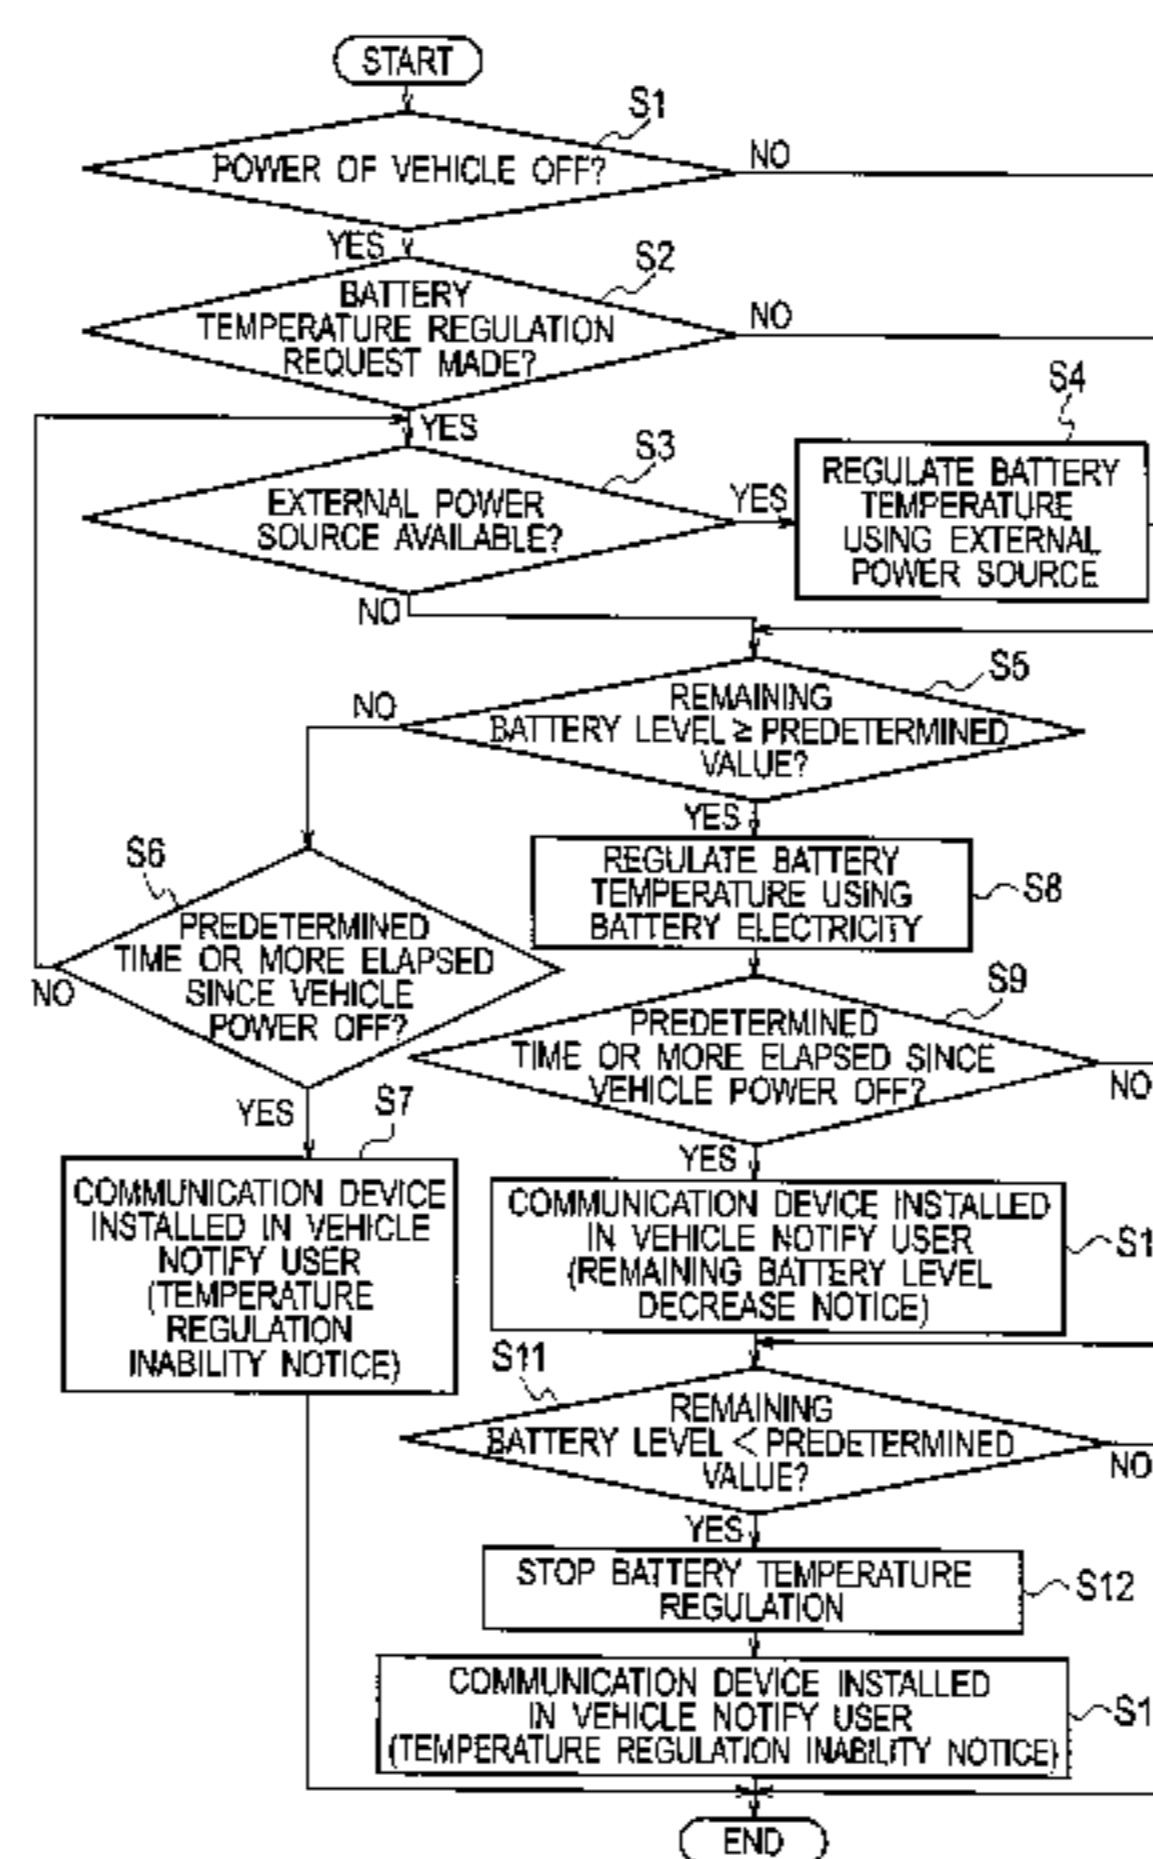 START
S1
POWER OF VEHICLE OFF?
NO
YES
S2
BATTERY
TEMPERATURE REGULATION
REQUEST MADE?
NO
YES
S3
EXTERNAL POWER
SOURCE AVAILABLE?
YES
NO
S4
REGULATE BATTERY
TEMPERATURE
USING EXTERNAL
POWER SOURCE
S5
REMAINING
BATTERY LEVEL ≥ PREDETERMINED
VALUE?
NO
YES
S6
PREDETERMINED
TIME OR MORE ELAPSED
SINCE VEHICLE
POWER OFF?
NO
YES
S7
COMMUNICATION DEVICE
INSTALLED IN VEHICLE
NOTIFY USER
(TEMPERATURE
REGULATION
INABILITY NOTICE)
REGULATE BATTERY
TEMPERATURE USING
BATTERY ELECTRICITY
S8
S9
PREDETERMINED
TIME OR MORE ELAPSED SINCE
VEHICLE POWER OFF?
NO
YES
COMMUNICATION DEVICE INSTALLED
IN VEHICLE NOTIFY USER
(REMAINING BATTERY LEVEL
DECREASE NOTICE)
S1
S11
REMAINING
BATTERY LEVEL < PREDETERMINED
VALUE?
NO
YES
STOP BATTERY TEMPERATURE
REGULATION
S12
COMMUNICATION DEVICE INSTALLED
IN VEHICLE NOTIFY USER
(TEMPERATURE REGULATION INABILITY NOTICE)
S1
END